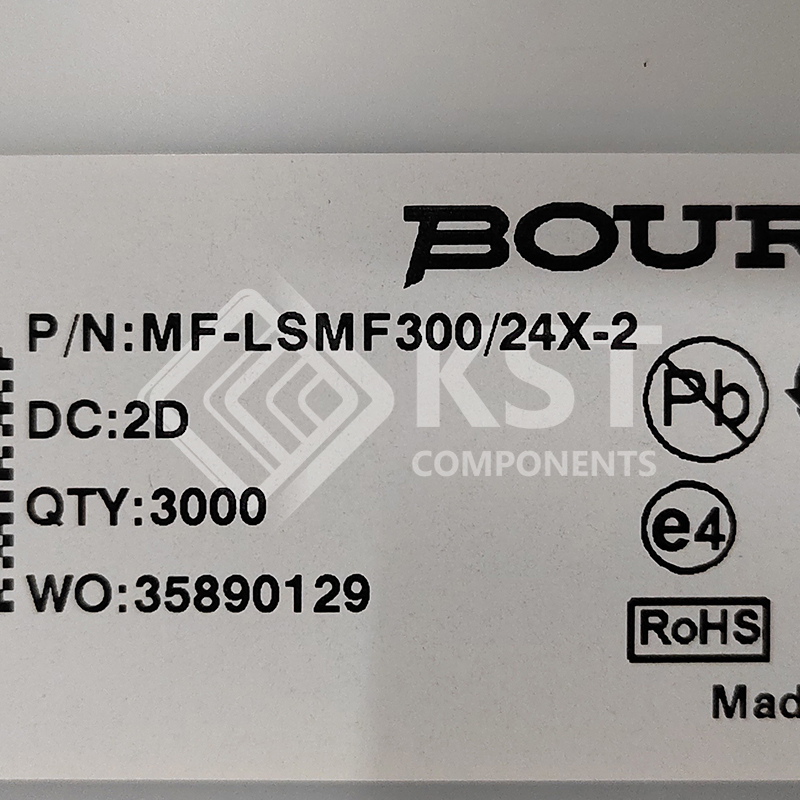 BOUR
P/N:MF-LSMF300/24X-2
KST
COMPONENTS
Pb
DC:2D
QTY:3000
e4
WO:35890129
RoHS
Mad